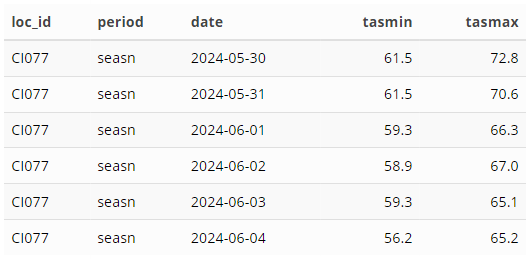 loc_id period date tasmin tasmax
CI077 seasn 2024-05-30 61.5 72.8
CI077 seasn 2024-05-31 61.5 70.6
CI077 seasn 2024-06-01 59.3 66.3
CI077 seasn 2024-06-02 58.9 67.0
CI077 seasn 2024-06-03 59.3 65.1
CI077 seasn 2024-06-04 56.2 65.2